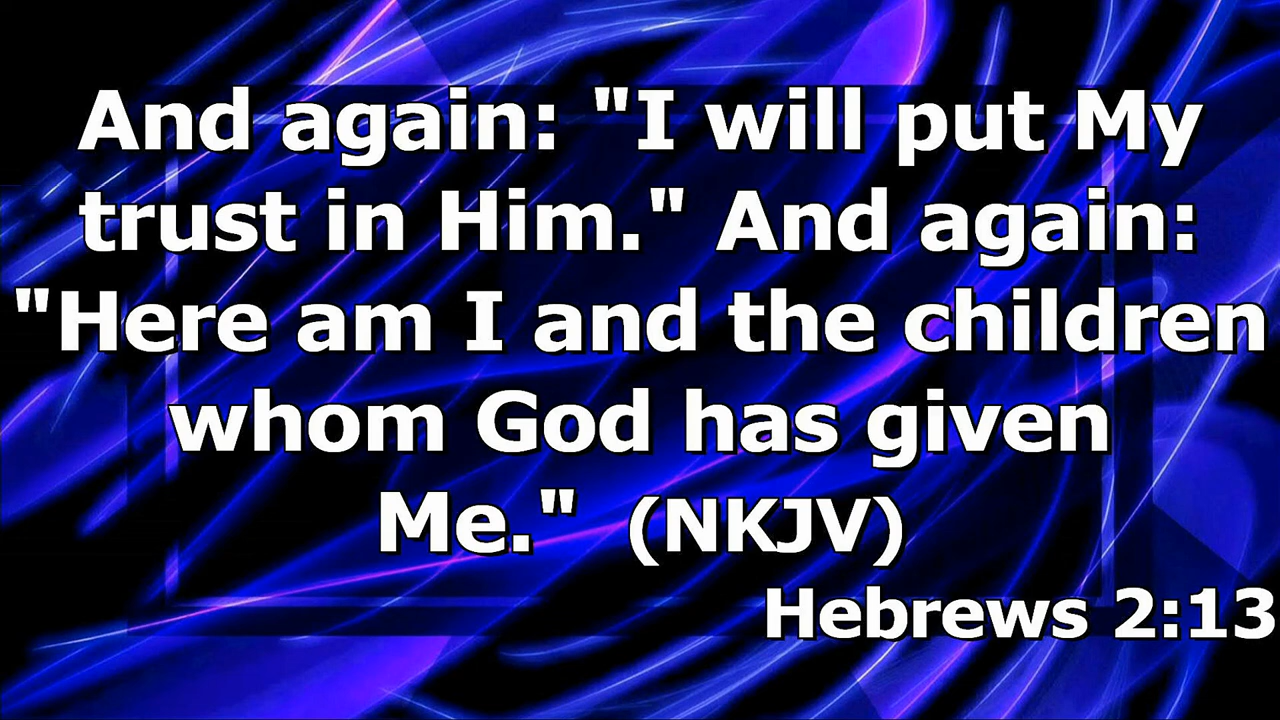 And again: "I will put My
trust in Him." And again:
"Here am I and the children
whom God has given
Me." (NKJV)
Hebrews 2:13